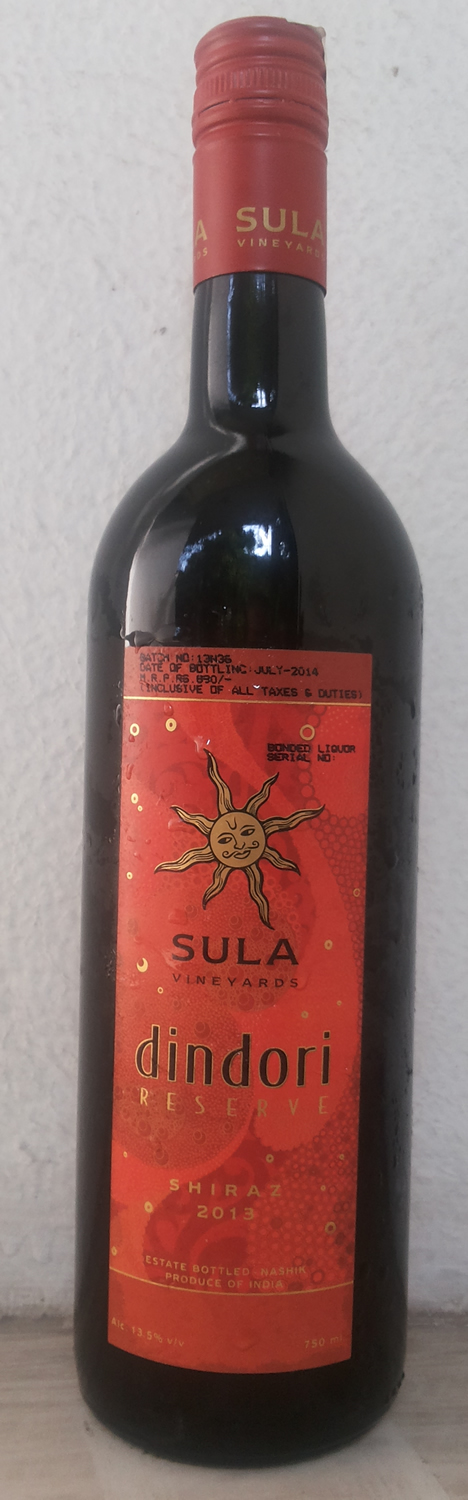 SULA
VINEYARDS
BATCH NO:13N36
DATE OF BOTTLING:JULY-2014
M.R.P.RS.890/-
(INCLUSIVE OF ALL TAXES & DUTIES)
BONDED LIQUOR
SERIAL NO:
SULA
VINEYARDS
dindori
RESERVE
SHIRAZ
2013
ESTATE BOTTLED - NASHIK
PRODUCE OF INDIA
Alc. 13.5% v/v
750 ml.